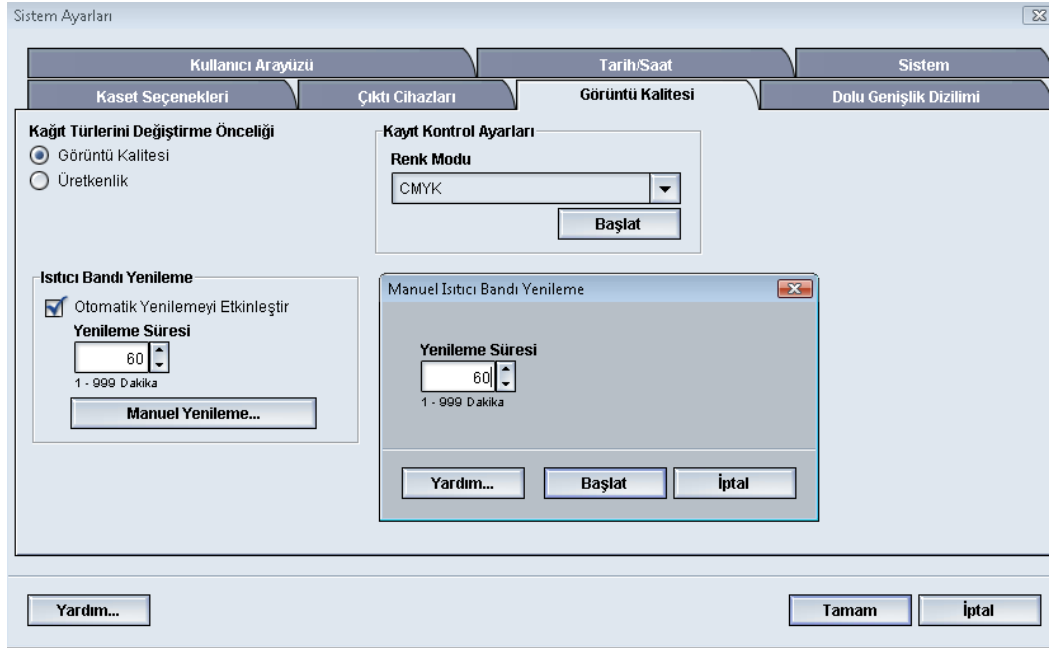 Sistem Ayarları
Kullanıcı Arayüzü
Tarih/Saat
Sistem
Kaset Seçenekleri
Çıktı Cihazları
Görüntü Kalitesi
Dolu Genişlik Dizilimi
Kağıt Türlerini Değiştirme Önceliği
Görüntü Kalitesi
Üretkenlik
Kayıt Kontrol Ayarları
Renk Modu
CMYK
Başlat
Isıtıcı Bandı Yenileme
Otomatik Yenilemeyi Etkinleştir
Yenileme Süresi
60
1 - 999 Dakika
Manuel Yenileme...
Manuel Isıtıcı Bandı Yenileme
Yenileme Süresi
60
1 - 999 Dakika
Yardım...
Başlat
İptal
Yardım...
Tamam
İptal